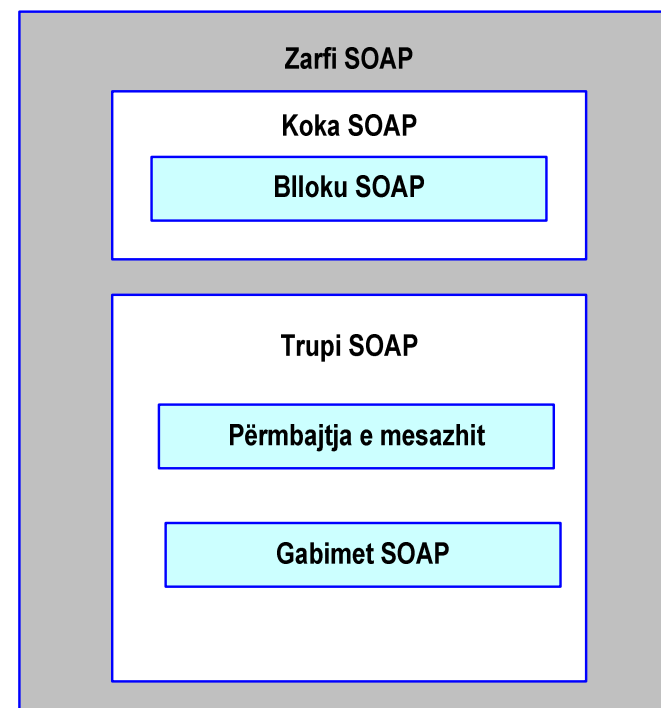 Zarfi SOAP
Koka SOAP
Blloku SOAP
Trupi SOAP
Përmbajtja e mesazhit
Gabimet SOAP